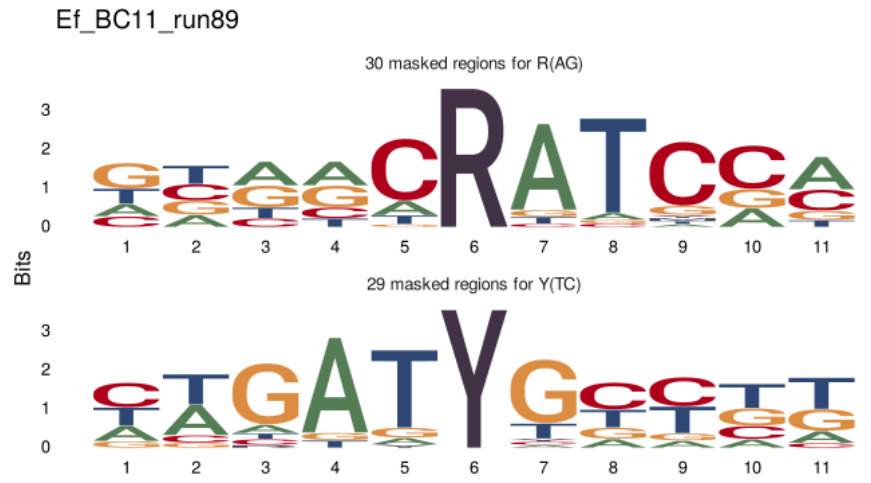 Ef_BC11_run89
30 masked regions for R(AG)
Bits
3
2
1
0
G T A A C R A T C C A
T C G G A G G G C
A G T C T T A A G
C A C T G C G T
1 2 3 4 5 6 7 8 9 10 11
29 masked regions for Y(TC)
3
2
1
0
C T G A T Y G C C T T
T A A G G T T T G G
A C T T A G G C A
G G C A A A C
1 2 3 4 5 6 7 8 9 10 11